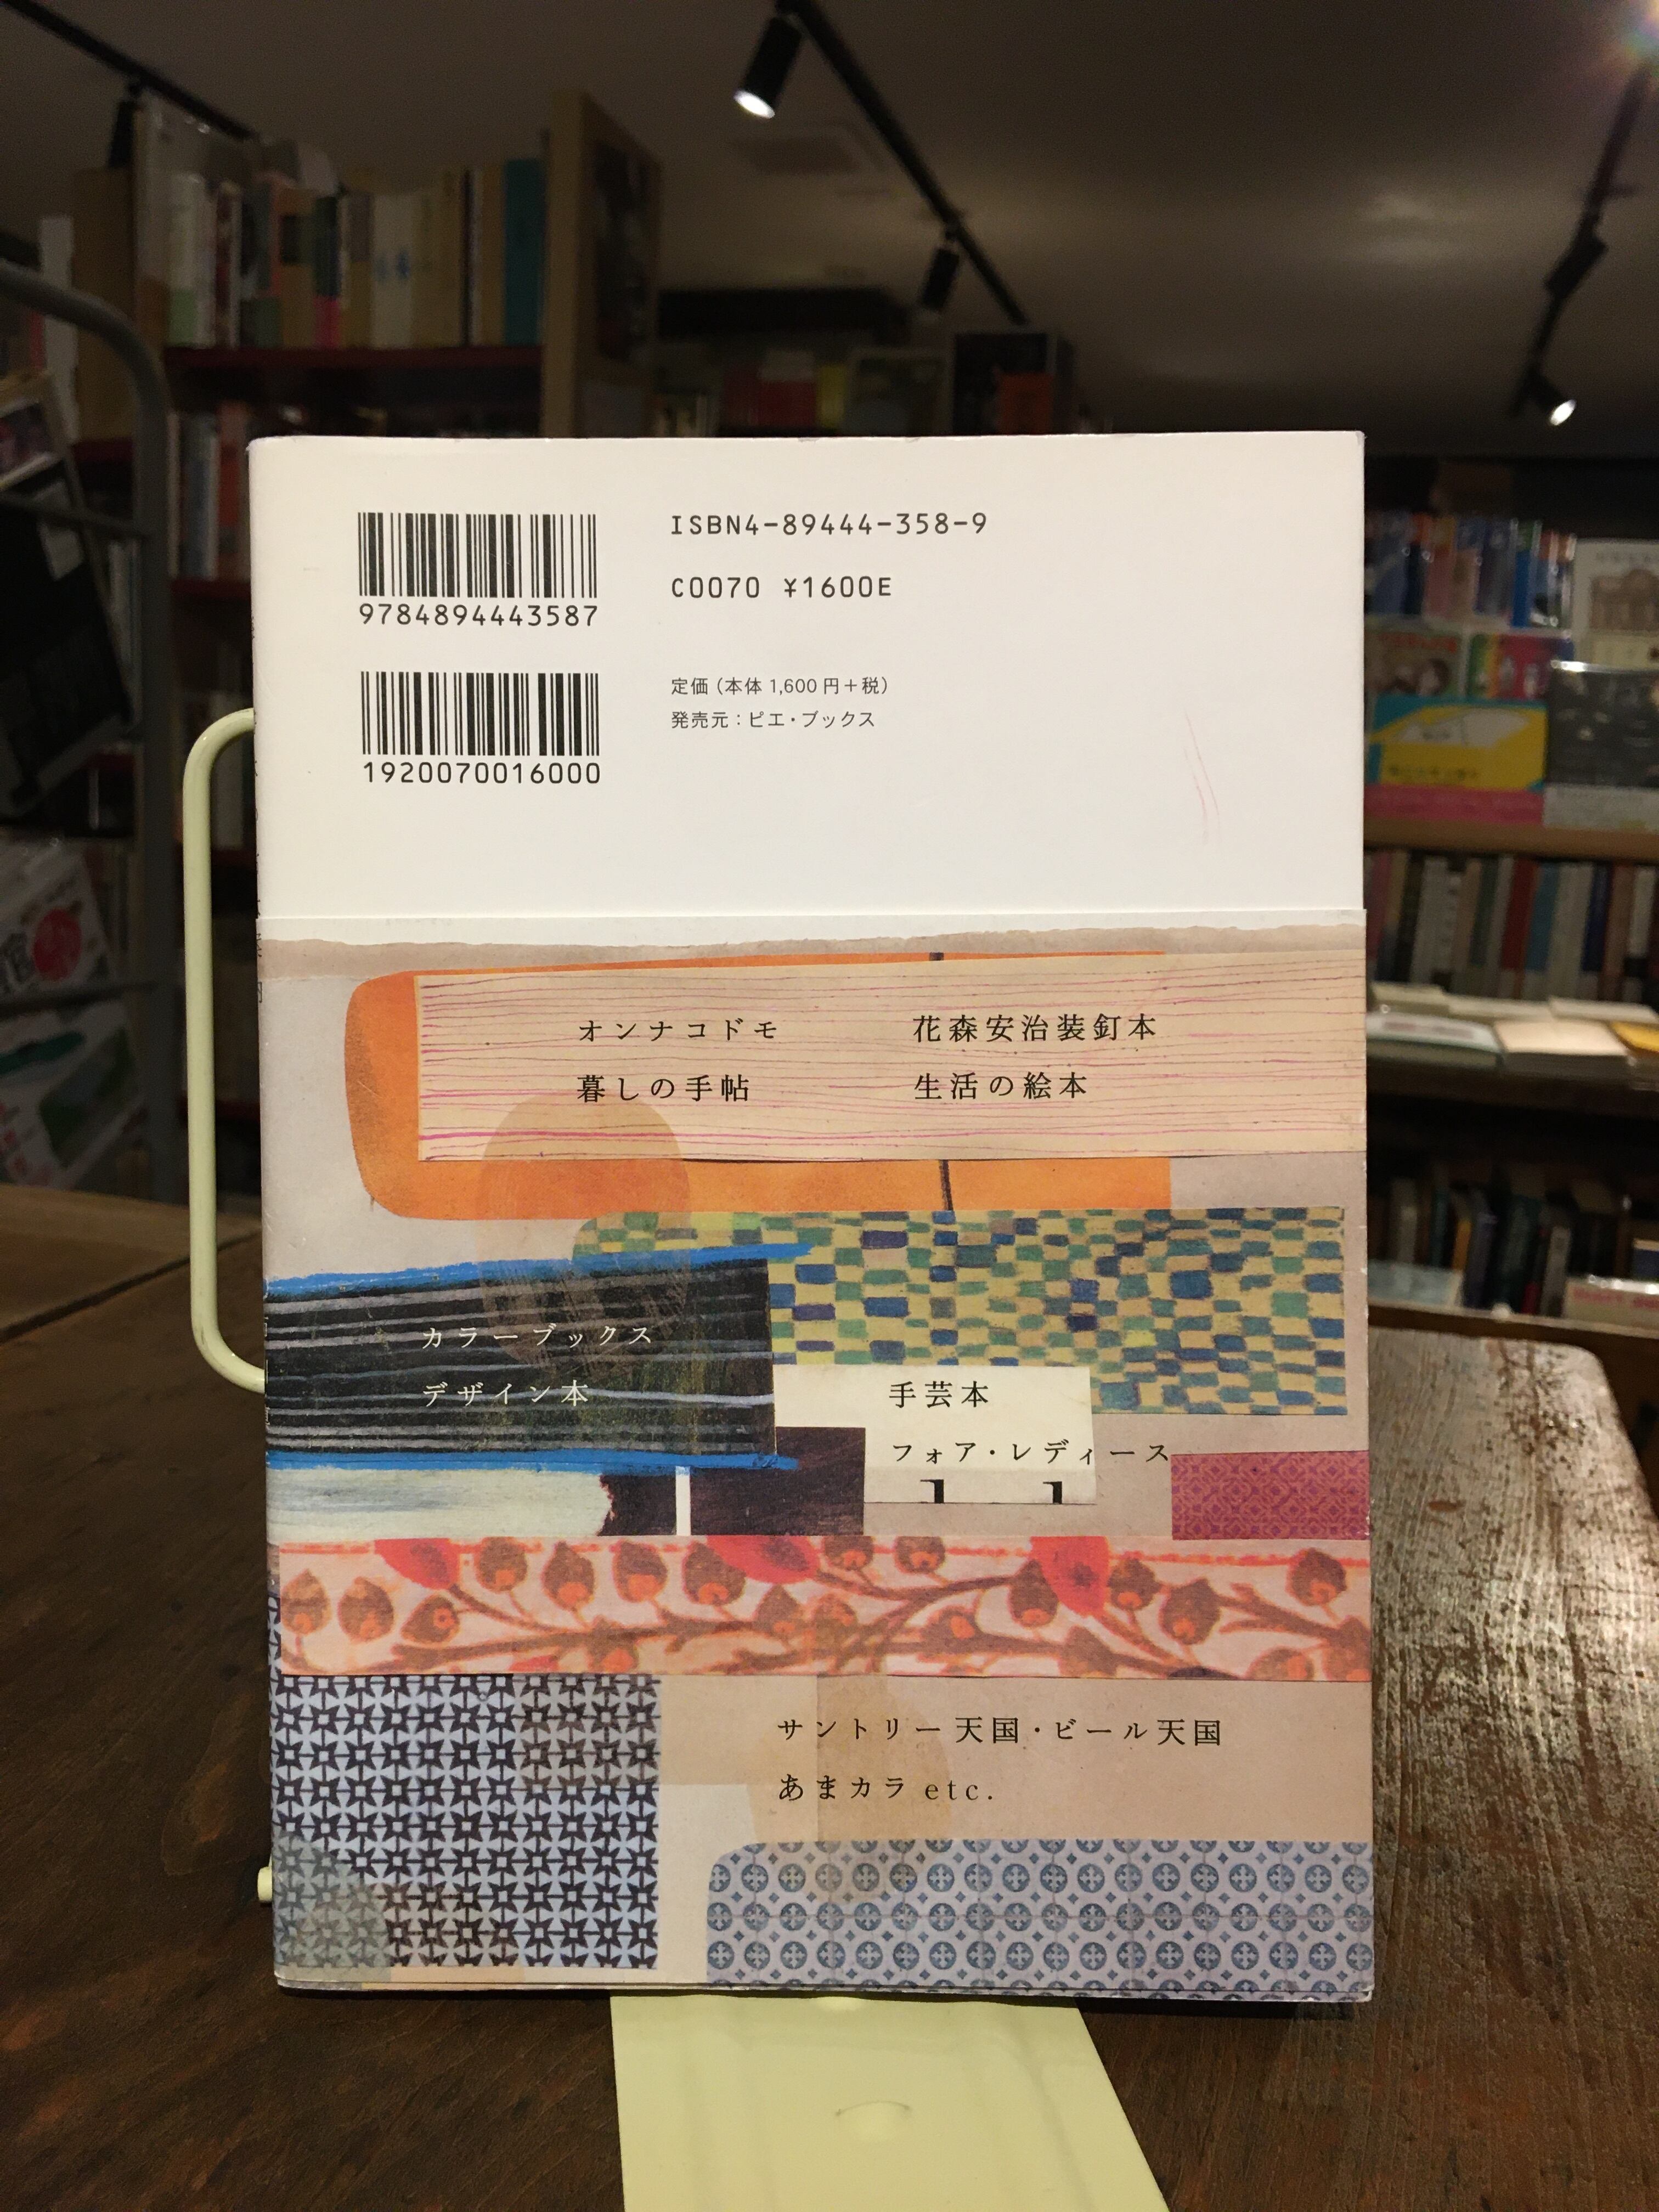 ISBN4-89444-358-9
C0070 ¥1600E
9784894443587
定価（本体 1,600 円＋税）
発売元：ピエ・ブックス
1920070016000
オンナコドモ
花森安治装釘本
暮しの手帖
生活の絵本
カラーブックス
デザイン本
手芸本
フォア・レディース
サントリー天国・ビール天国
あまカラ etc.